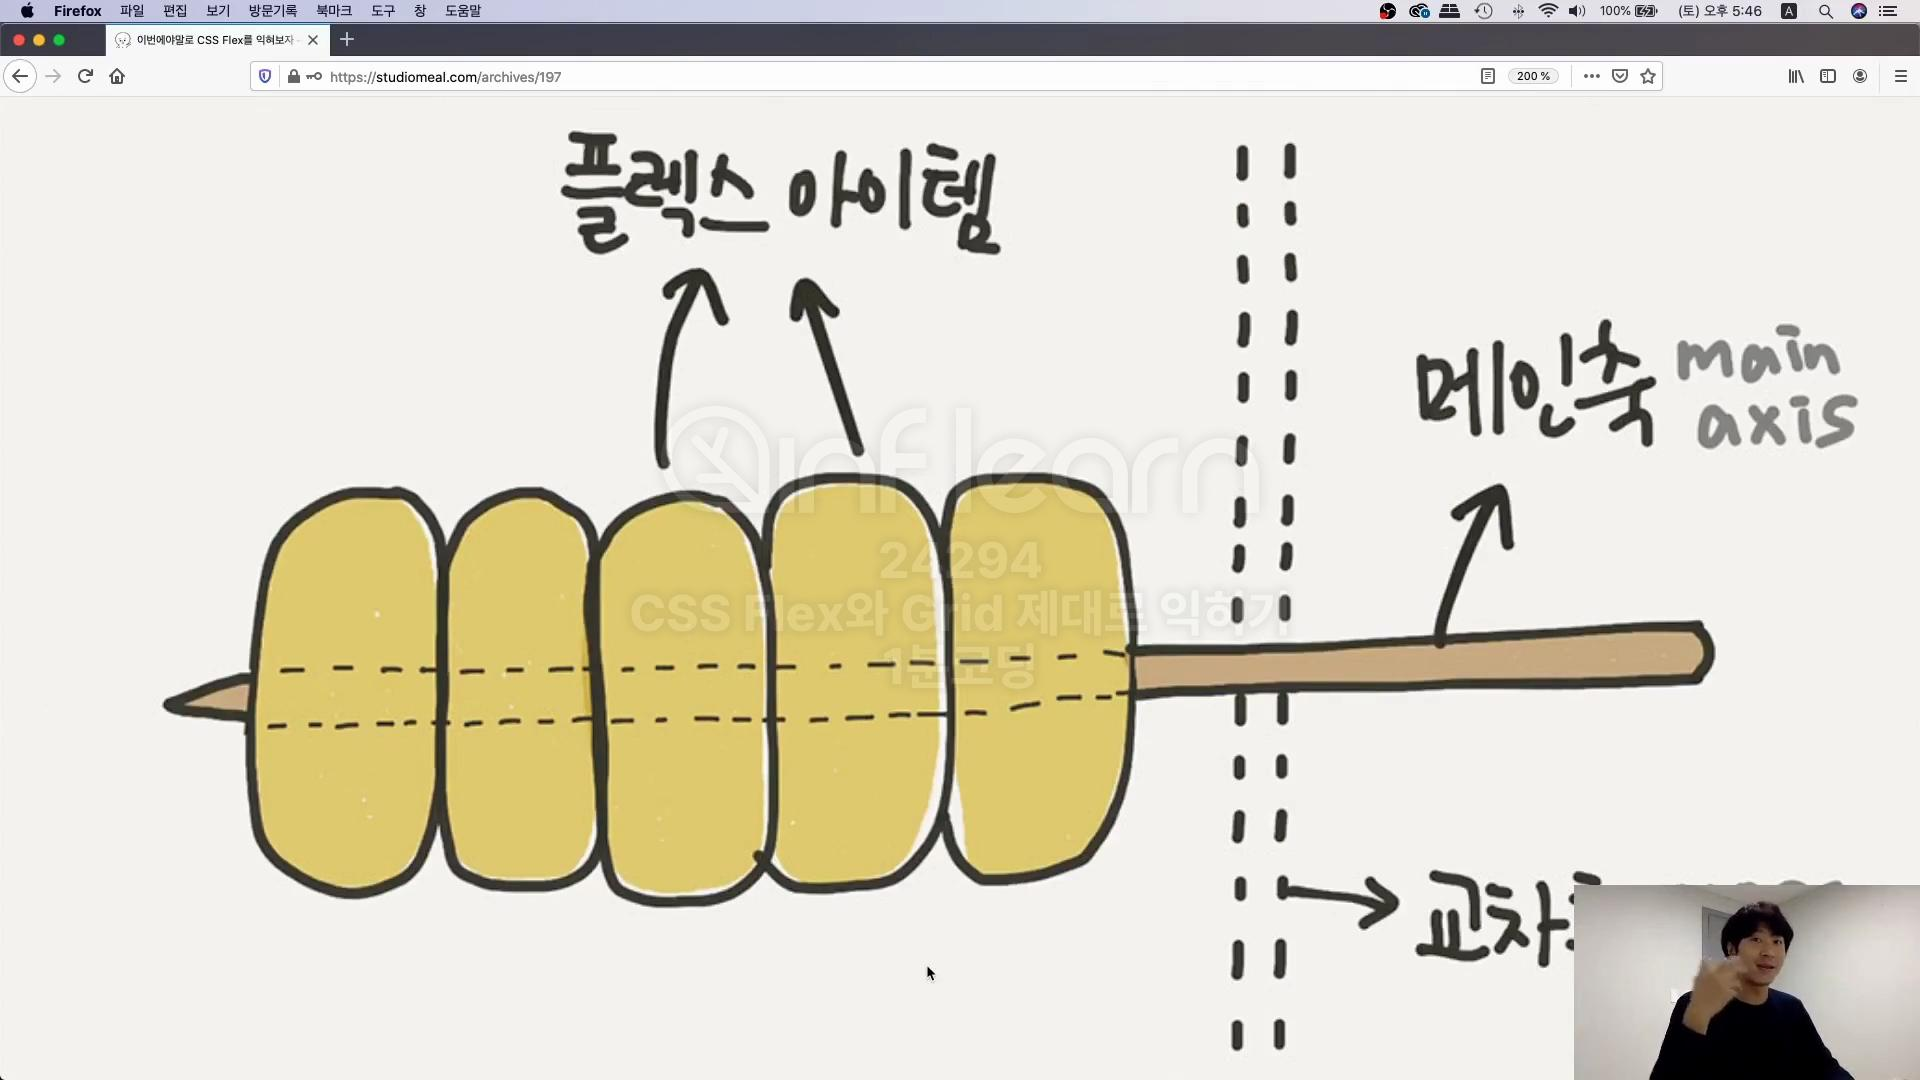 Firefox 파일 편집 보기 방문기록 북마크 도구 창 도움말
100% (토) 오후 5:46 A
이번에야말로 CSS Flex를 익혀보자
https://studiomeal.com/archives/197
200 %
플렉스 아이템
메인축 main
axis
inflearn
24294
CSS Flex와 Grid 제대로 익히기
1분코딩
교차